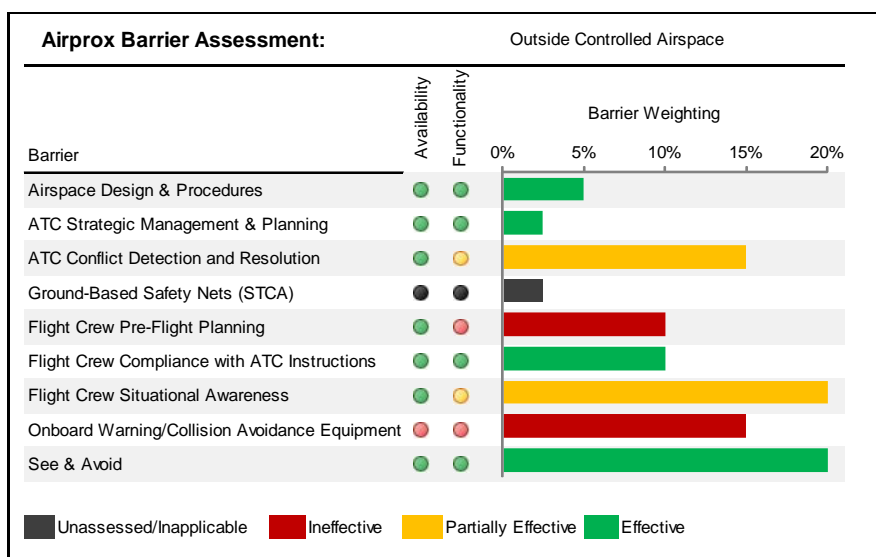 Airprox Barrier Assessment: Outside Controlled Airspace
Availability
Functionality
Barrier Weighting
Barrier
0% 5% 10% 15% 20%
Airspace Design & Procedures
ATC Strategic Management & Planning
ATC Conflict Detection and Resolution
Ground-Based Safety Nets (STCA)
Flight Crew Pre-Flight Planning
Flight Crew Compliance with ATC Instructions
Flight Crew Situational Awareness
Onboard Warning/Collision Avoidance Equipment
See & Avoid
Unassessed/Inapplicable Ineffective Partially Effective Effective